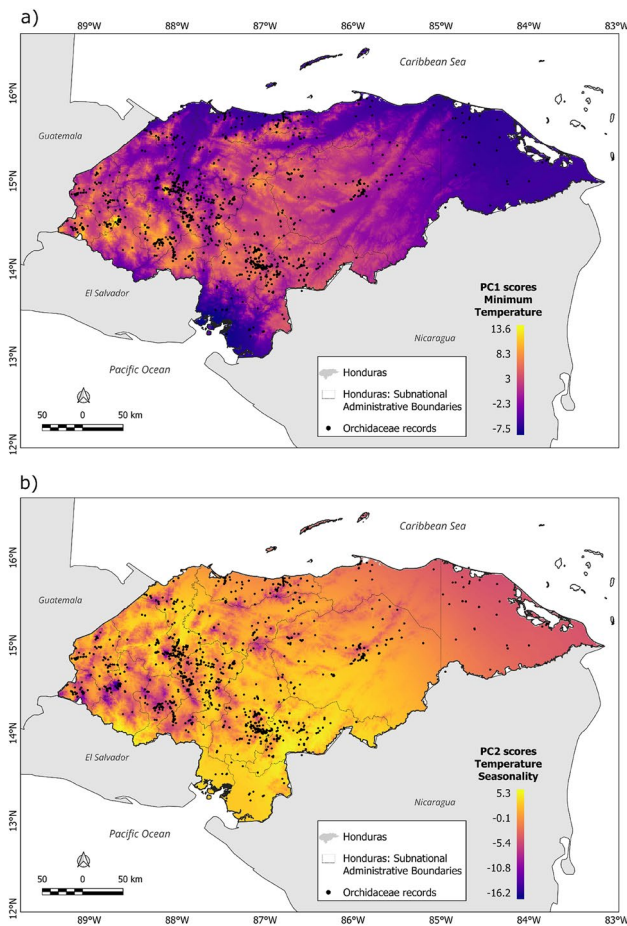 a)
89°W 88°W 87°W 86°W 85°W 84°W 83°W
16°N
15°N
14°N
13°N
12°N
Caribbean Sea
Guatemala
El Salvador
Nicaragua
Pacific Ocean
PC1 scores
Minimum
Temperature
13.6
8.3
3
-2.3
-7.5
Honduras
Honduras: Subnational
Administrative Boundaries
Orchidaceae records
50 0 50 km
b)
16°N
15°N
14°N
13°N
12°N
Caribbean Sea
Guatemala
El Salvador
Nicaragua
Pacific Ocean
PC2 scores
Temperature
Seasonality
5.3
-0.1
-5.4
-10.8
-16.2
Honduras
Honduras: Subnational
Administrative Boundaries
Orchidaceae records
50 0 50 km
89°W 88°W 87°W 86°W 85°W 84°W 83°W